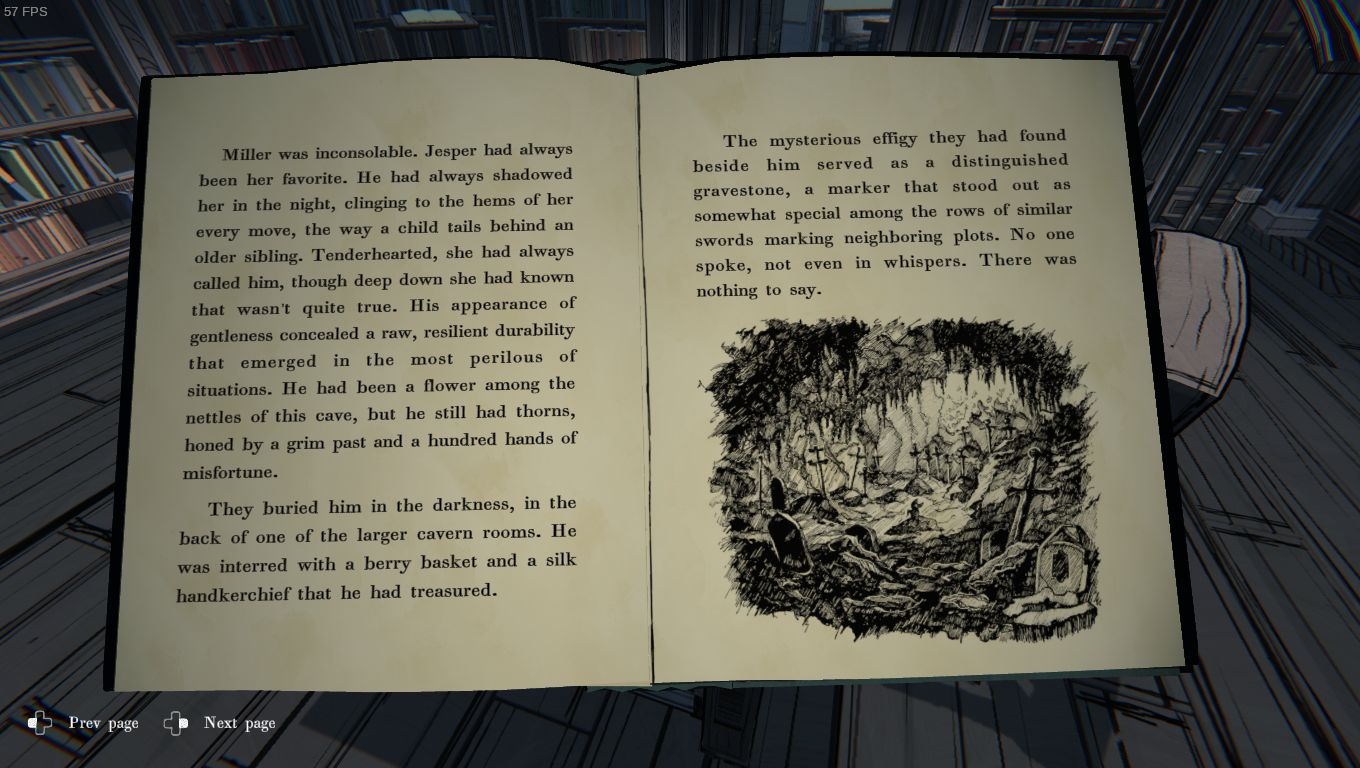 57 FPS
Miller was inconsolable. Jesper had always
been her favorite. He had always shadowed
her in the night, clinging to the hems of her
every move, the way a child tails behind an
older sibling. Tenderhearted, she had always
called him, though deep down she had known
that wasn't quite true. His appearance of
gentleness concealed a raw, resilient durability
that emerged in the most perilous of
situations. He had been a flower among the
nettles of this cave, but he still had thorns,
honed by a grim past and a hundred hands of
misfortune.
They buried him in the darkness, in the
back of one of the larger cavern rooms. He
was interred with a berry basket and a silk
handkerchief that he had treasured.
The mysterious effigy they had found
beside him served as a distinguished
gravestone, a marker that stood out as
somewhat special among the rows of similar
swords marking neighboring plots. No one
spoke, not even in whispers. There was
nothing to say.
Prev page
Next page